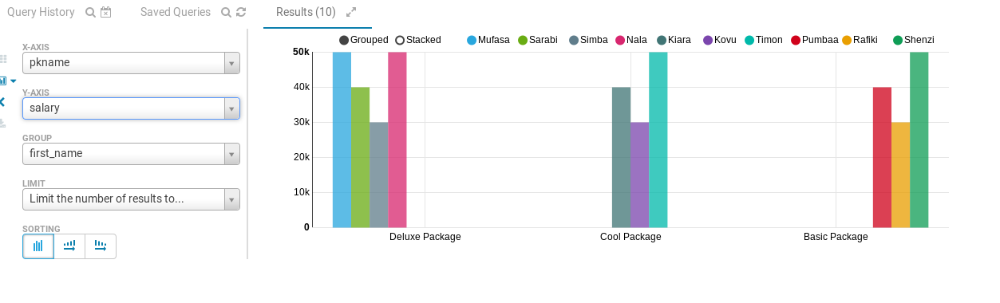 Query History Saved Queries Results (10)
Grouped Stacked Mufasa Sarabi Simba Nala Kiara Kovu Timon Pumbaa Rafiki Shenzi
X-AXIS
pkname
Y-AXIS
salary
GROUP
first_name
LIMIT
Limit the number of results to...
SORTING
50k
40k
30k
20k
10k
0
Deluxe Package Cool Package Basic Package